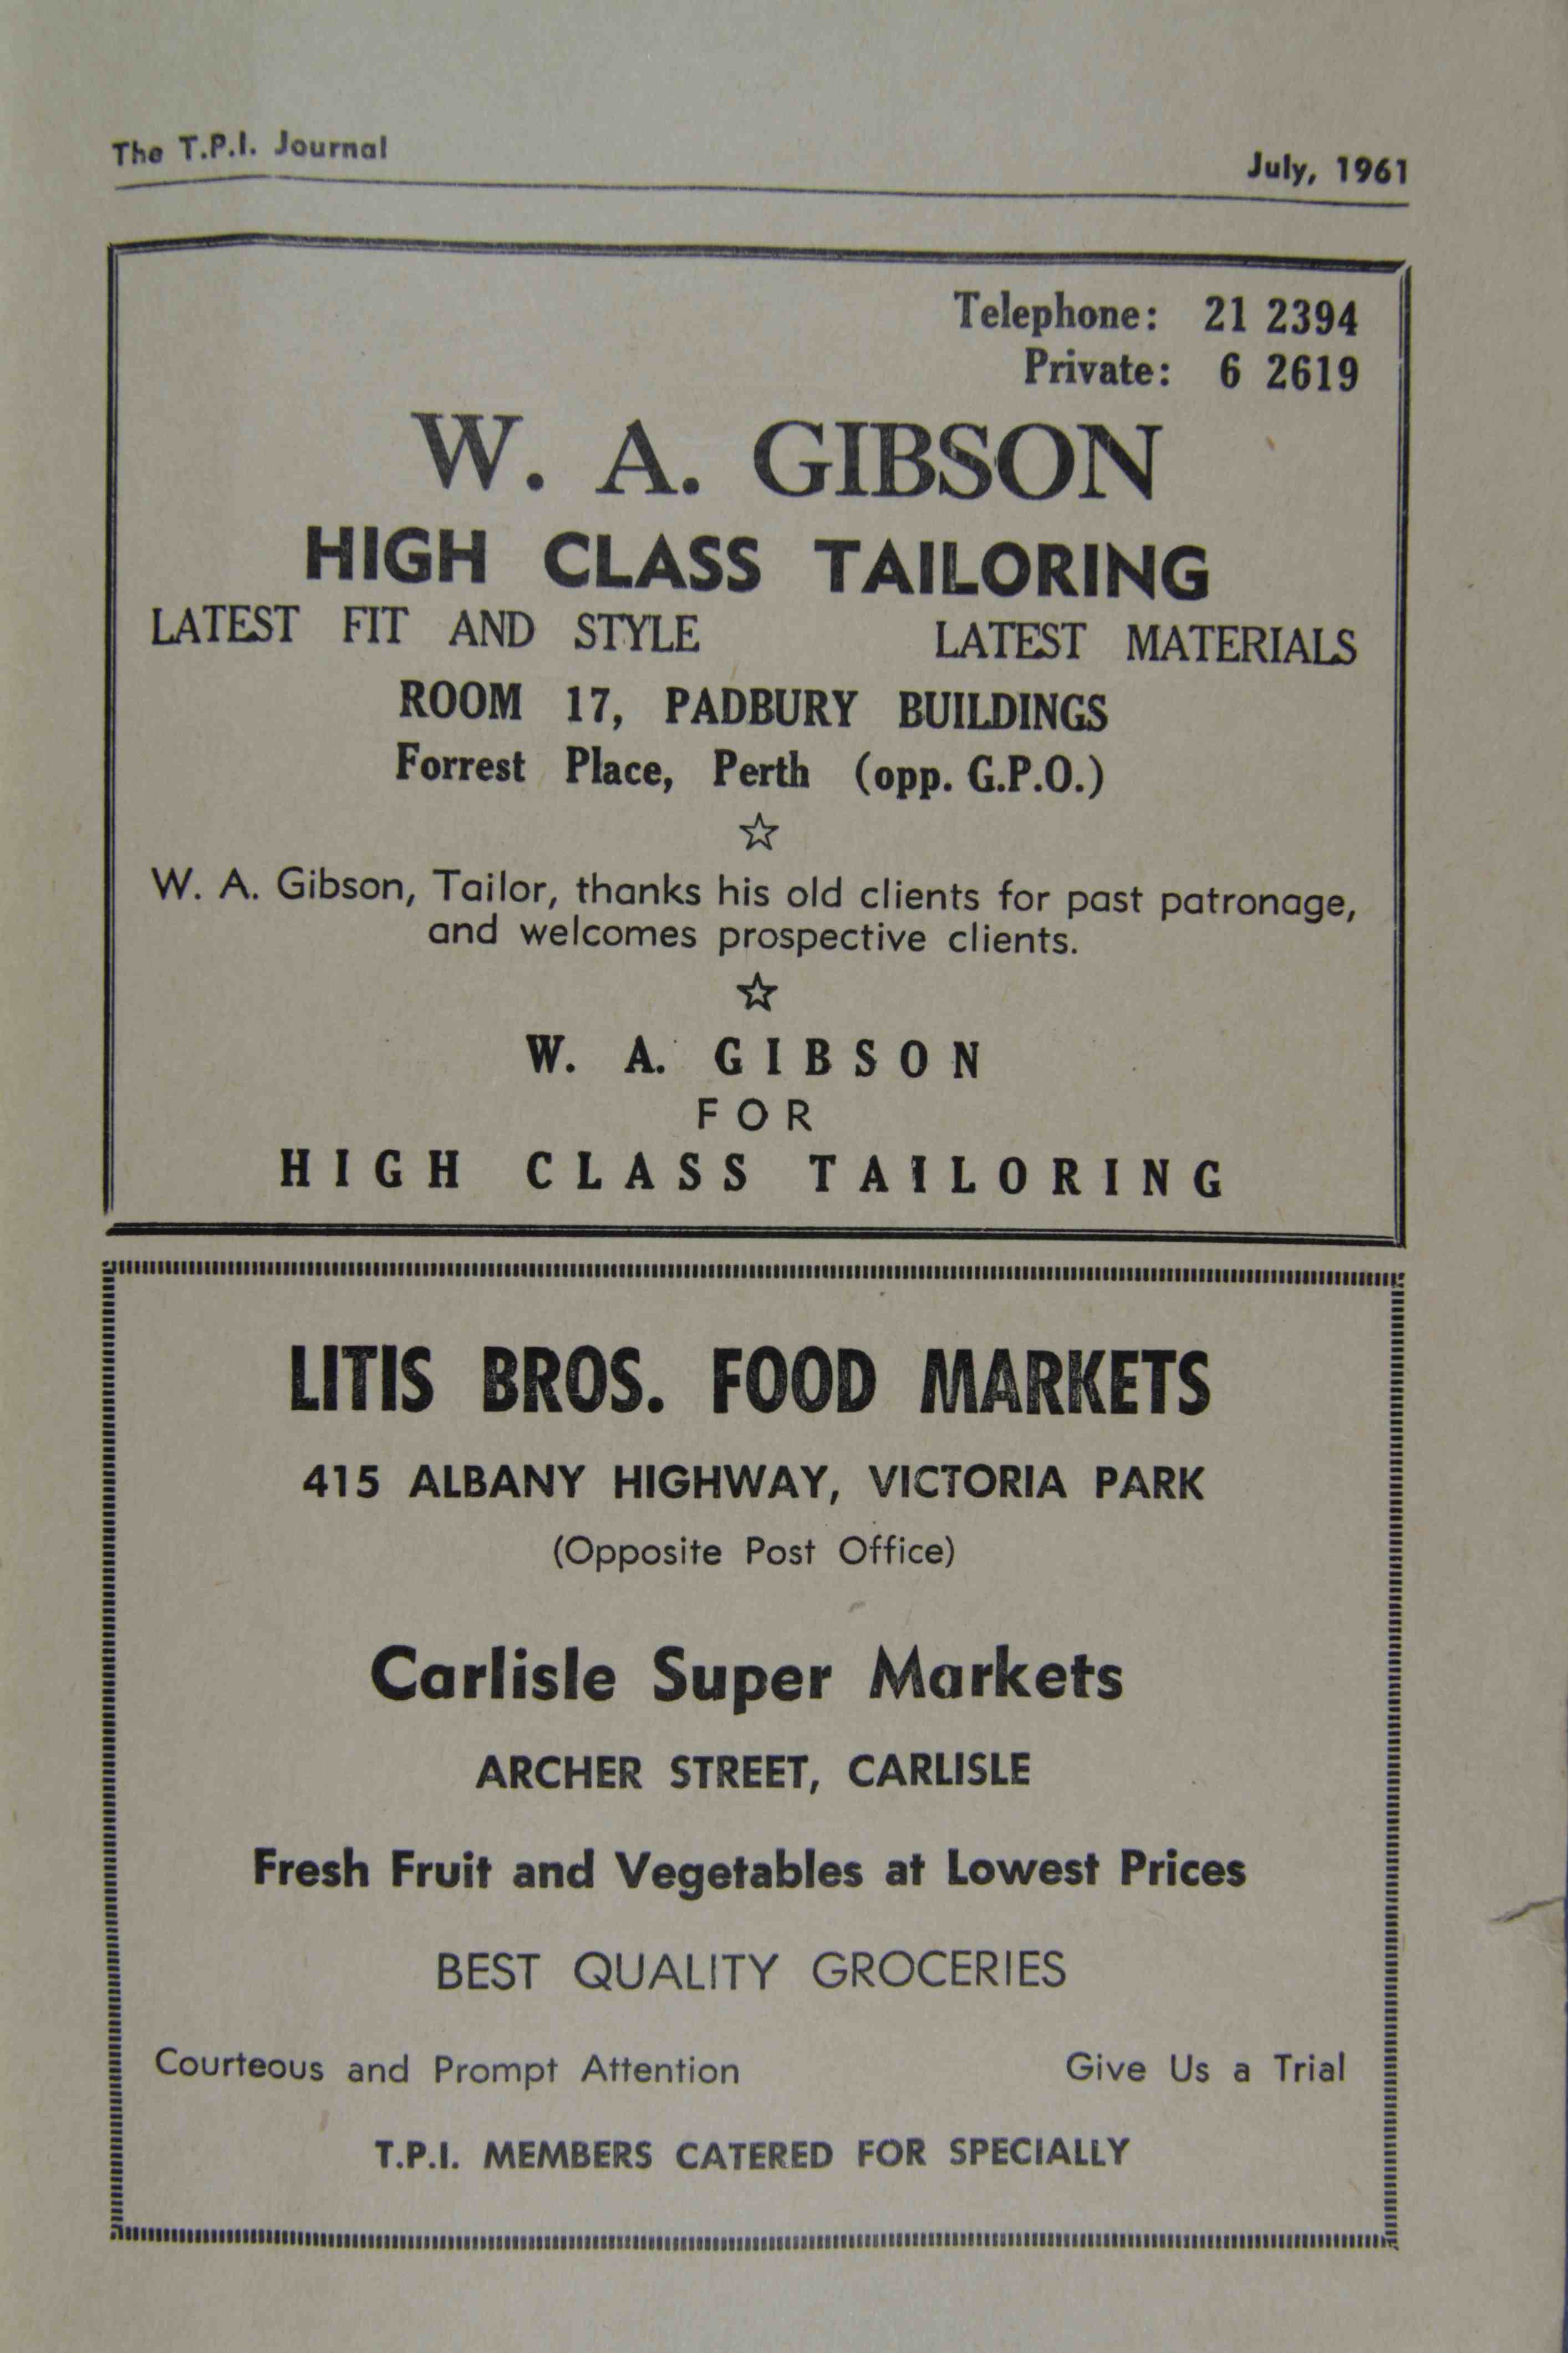 The T.P.I. Journal
July, 1961
Telephone: 21 2394
Private: 6 2619
W. A. GIBSON
HIGH CLASS TAILORING
LATEST FIT AND STYLE LATEST MATERIALS
ROOM 17, PADBURY BUILDINGS
Forrest Place, Perth (opp. G.P.O.)
☆
W. A. Gibson, Tailor, thanks his old clients for past patronage,
and welcomes prospective clients.
☆
W. A. GIBSON
FOR
HIGH CLASS TAILORING
LITIS BROS. FOOD MARKETS
415 ALBANY HIGHWAY, VICTORIA PARK
(Opposite Post Office)
Carlisle Super Markets
ARCHER STREET, CARLISLE
Fresh Fruit and Vegetables at Lowest Prices
BEST QUALITY GROCERIES
Courteous and Prompt Attention Give Us a Trial
T.P.I. MEMBERS CATERED FOR SPECIALLY